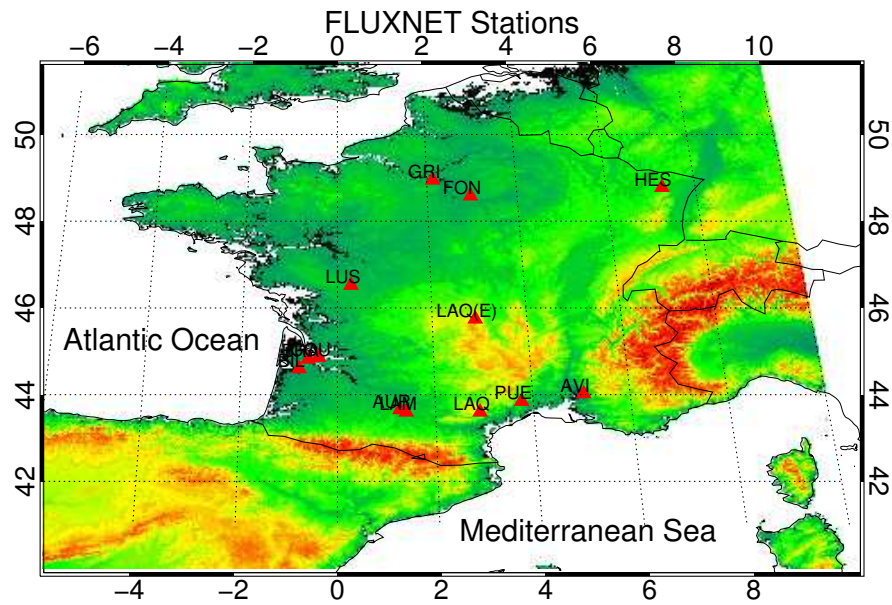 FLUXNET Stations
−6 −4 −2 0 2 4 6 8 10
50 50
GRI
FON
HES
48 48
LUS
46 46
LAQ(E)
Atlantic Ocean
AVI
44 44
PUE
LAQ
42 42
Mediterranean Sea
−4 −2 0 2 4 6 8